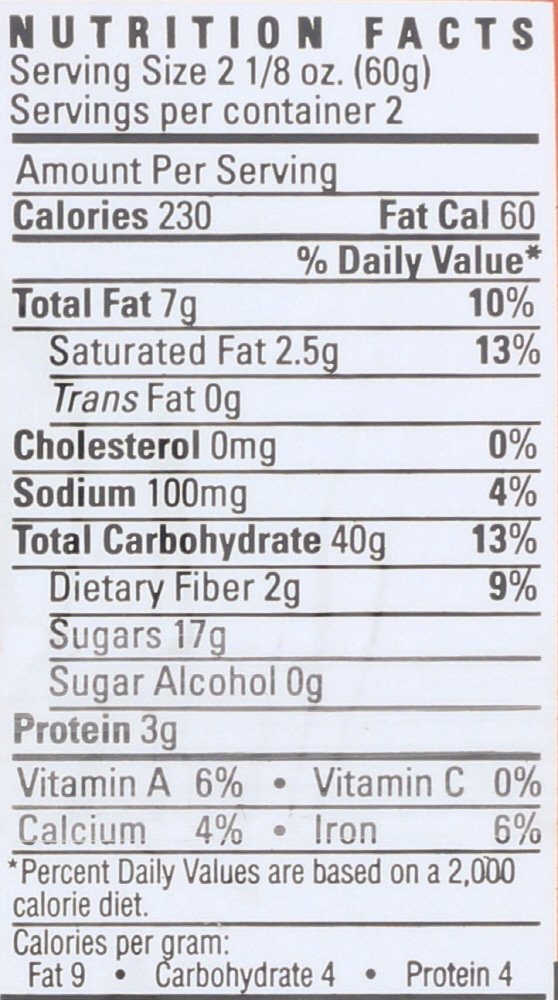 NUTRITION FACTS
Serving Size 2 1/8 oz. (60g)
Servings per container 2
Amount Per Serving
Calories 230 Fat Cal 60
% Daily Value*
Total Fat 7g 10%
Saturated Fat 2.5g 13%
Trans Fat 0g
Cholesterol 0mg 0%
Sodium 100mg 4%
Total Carbohydrate 40g 13%
Dietary Fiber 2g 9%
Sugars 17g
Sugar Alcohol 0g
Protein 3g
Vitamin A 6% • Vitamin C 0%
Calcium 4% • Iron 6%
*Percent Daily Values are based on a 2,000
calorie diet.
Calories per gram:
Fat 9 • Carbohydrate 4 • Protein 4